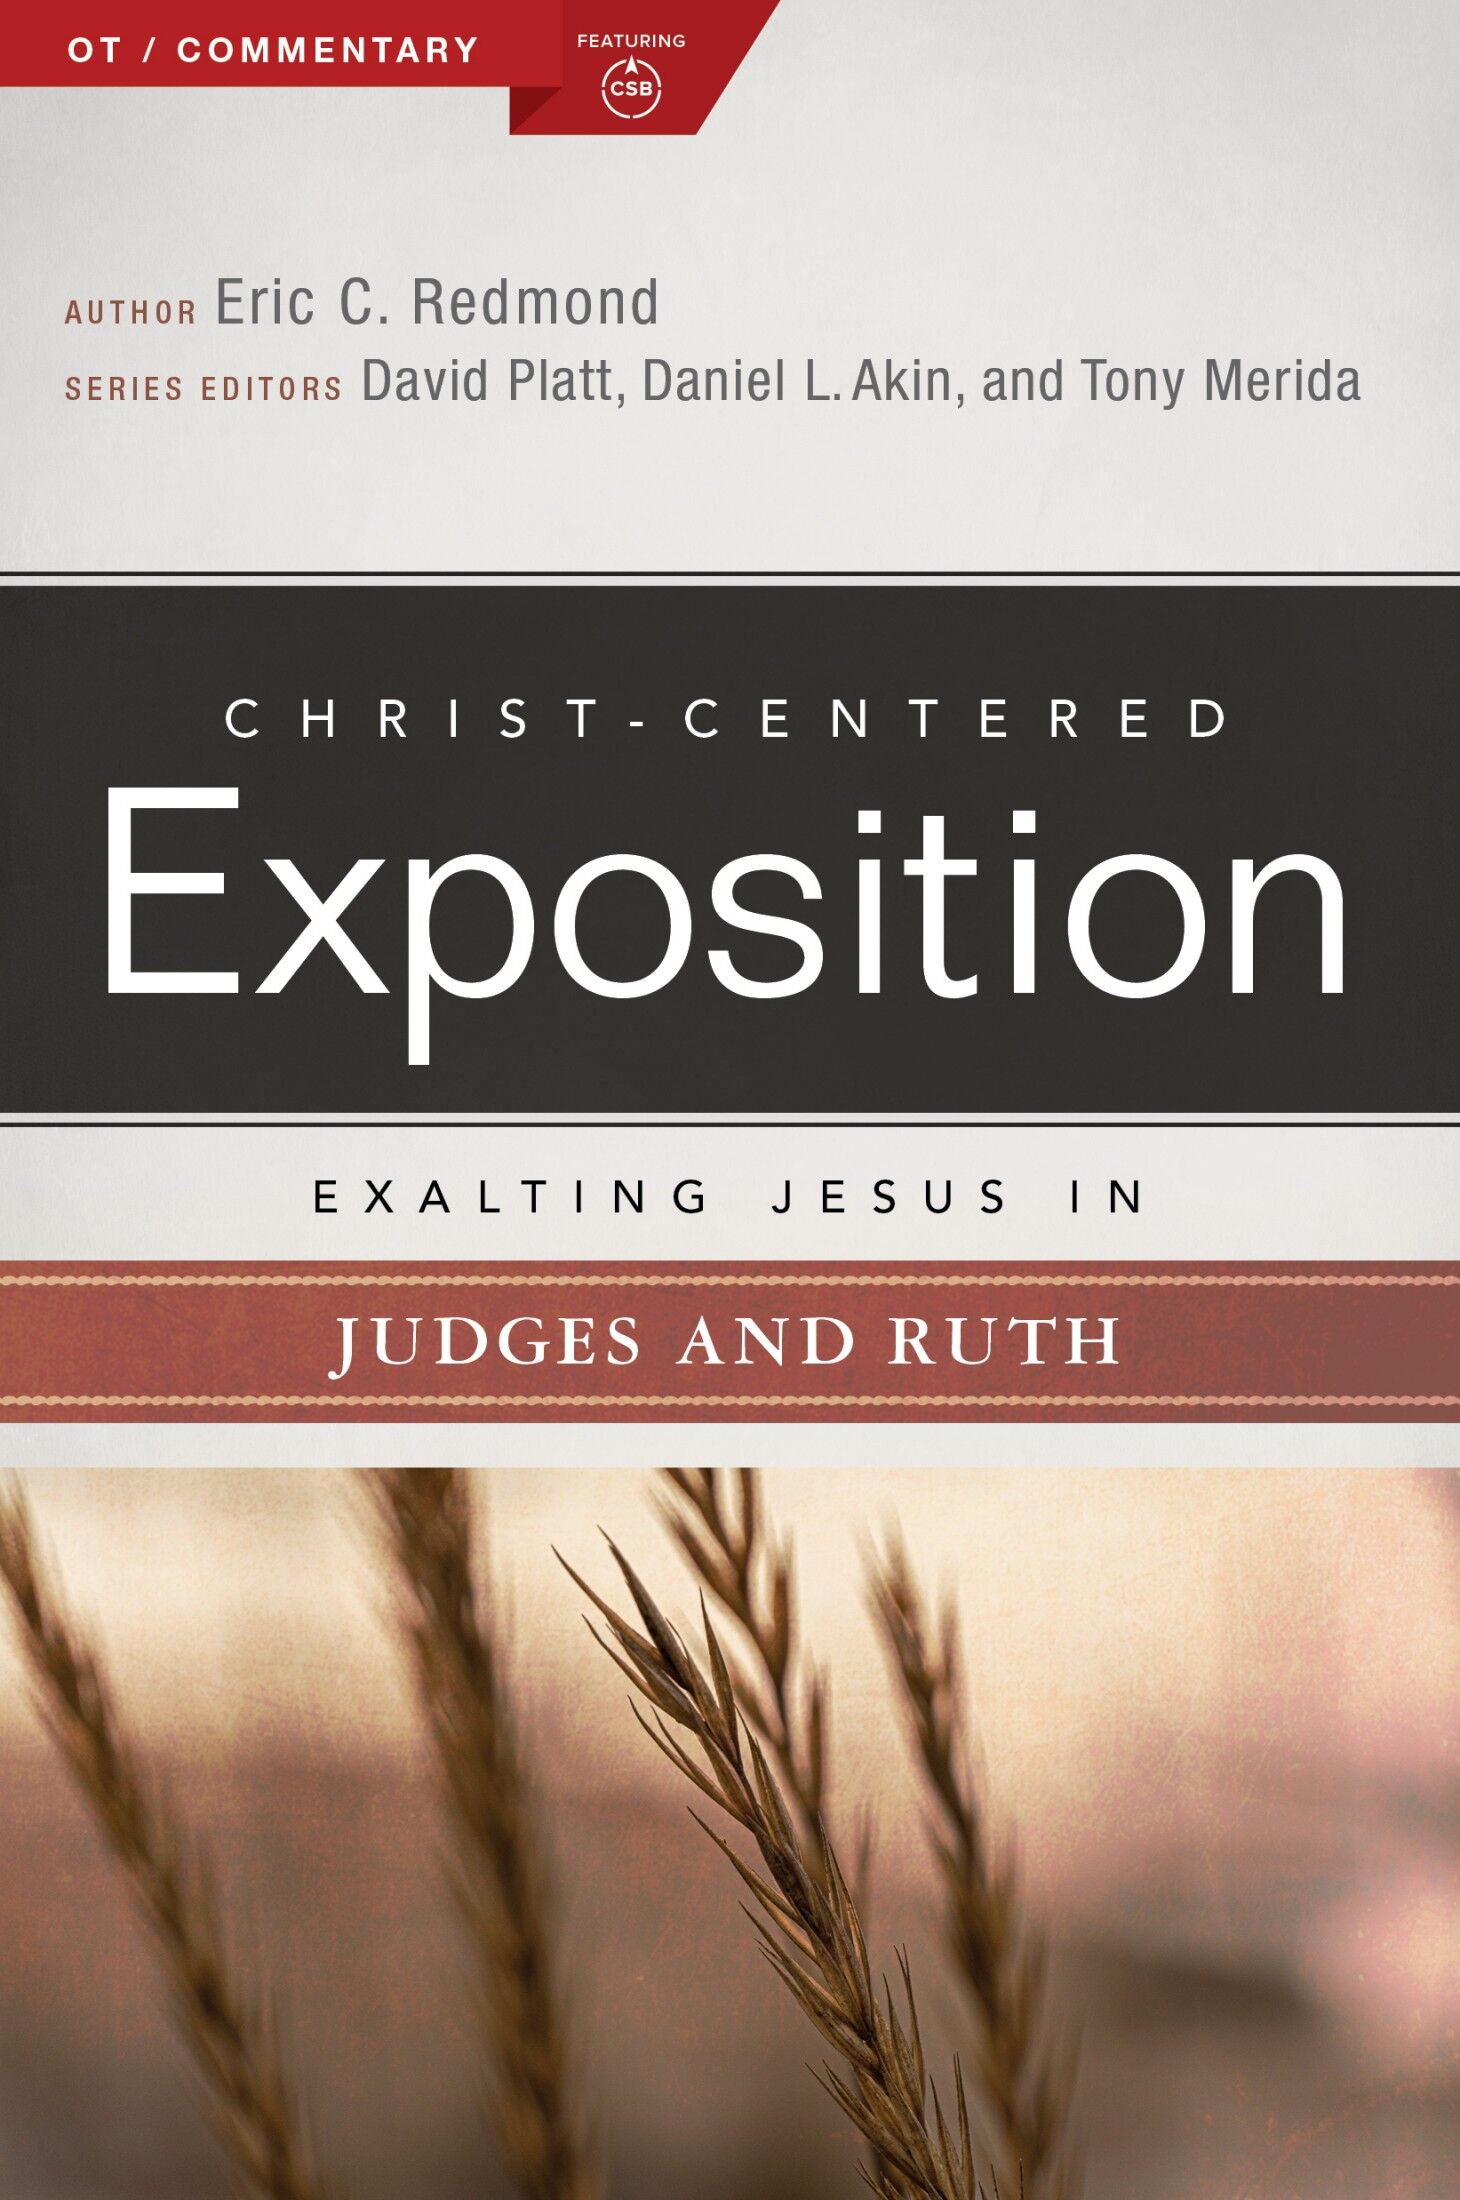 OT / COMMENTARY
FEATURING
CSB
AUTHOR Eric C. Redmond
SERIES EDITORS David Platt, Daniel L. Akin, and Tony Merida
CHRIST-CENTERED
Exposition
EXALTING JESUS IN
JUDGES AND RUTH